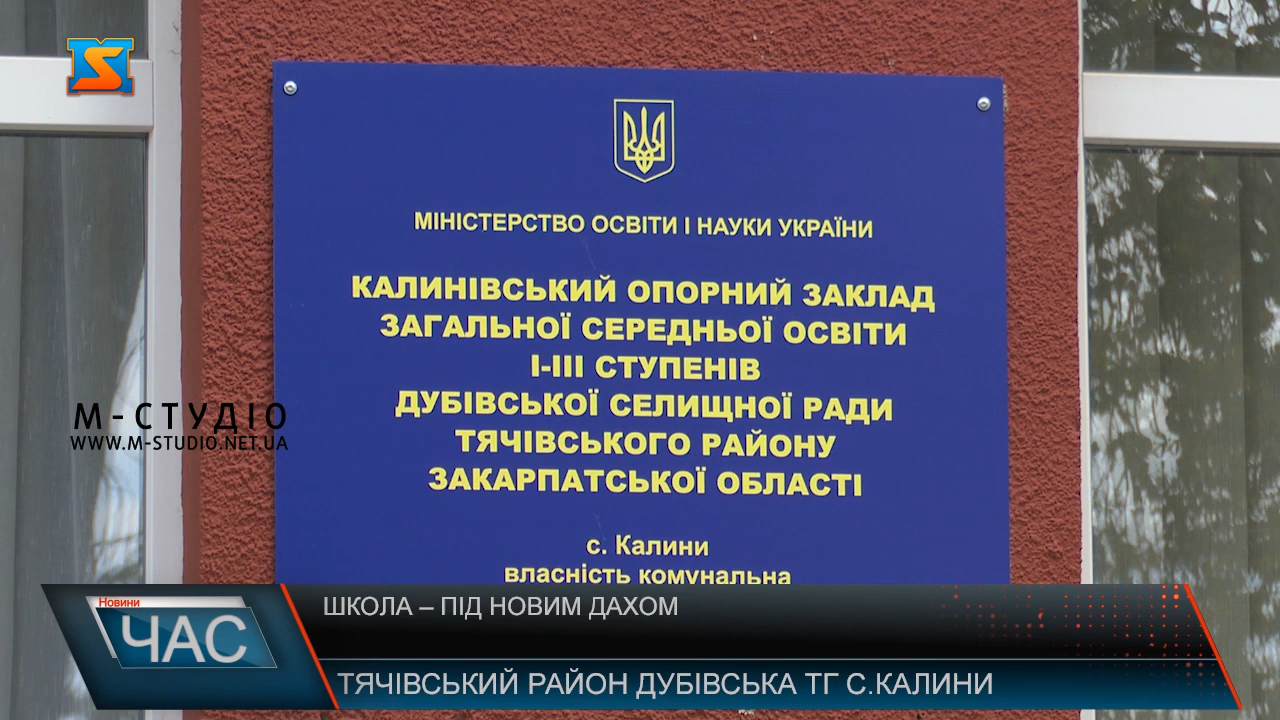 МІНІСТЕРСТВО ОСВІТИ І НАУКИ УКРАЇНИ
КАЛИНІВСЬКИЙ ОПОРНИЙ ЗАКЛАД
ЗАГАЛЬНОЇ СЕРЕДНЬОЇ ОСВІТИ
І-ІІІ СТУПЕНІВ
ДУБІВСЬКОЇ СЕЛИЩНОЇ РАДИ
ТЯЧІВСЬКОГО РАЙОНУ
ЗАКАРПАТСЬКОЇ ОБЛАСТІ
с. Калини
власність комунальна
М-СТУДІО
WWW.M-STUDIO.NET.UA
Новини
ЧАС
ШКОЛА – ПІД НОВИМ ДАХОМ
ТЯЧІВСЬКИЙ РАЙОН ДУБІВСЬКА ТГ С.КАЛИНИ